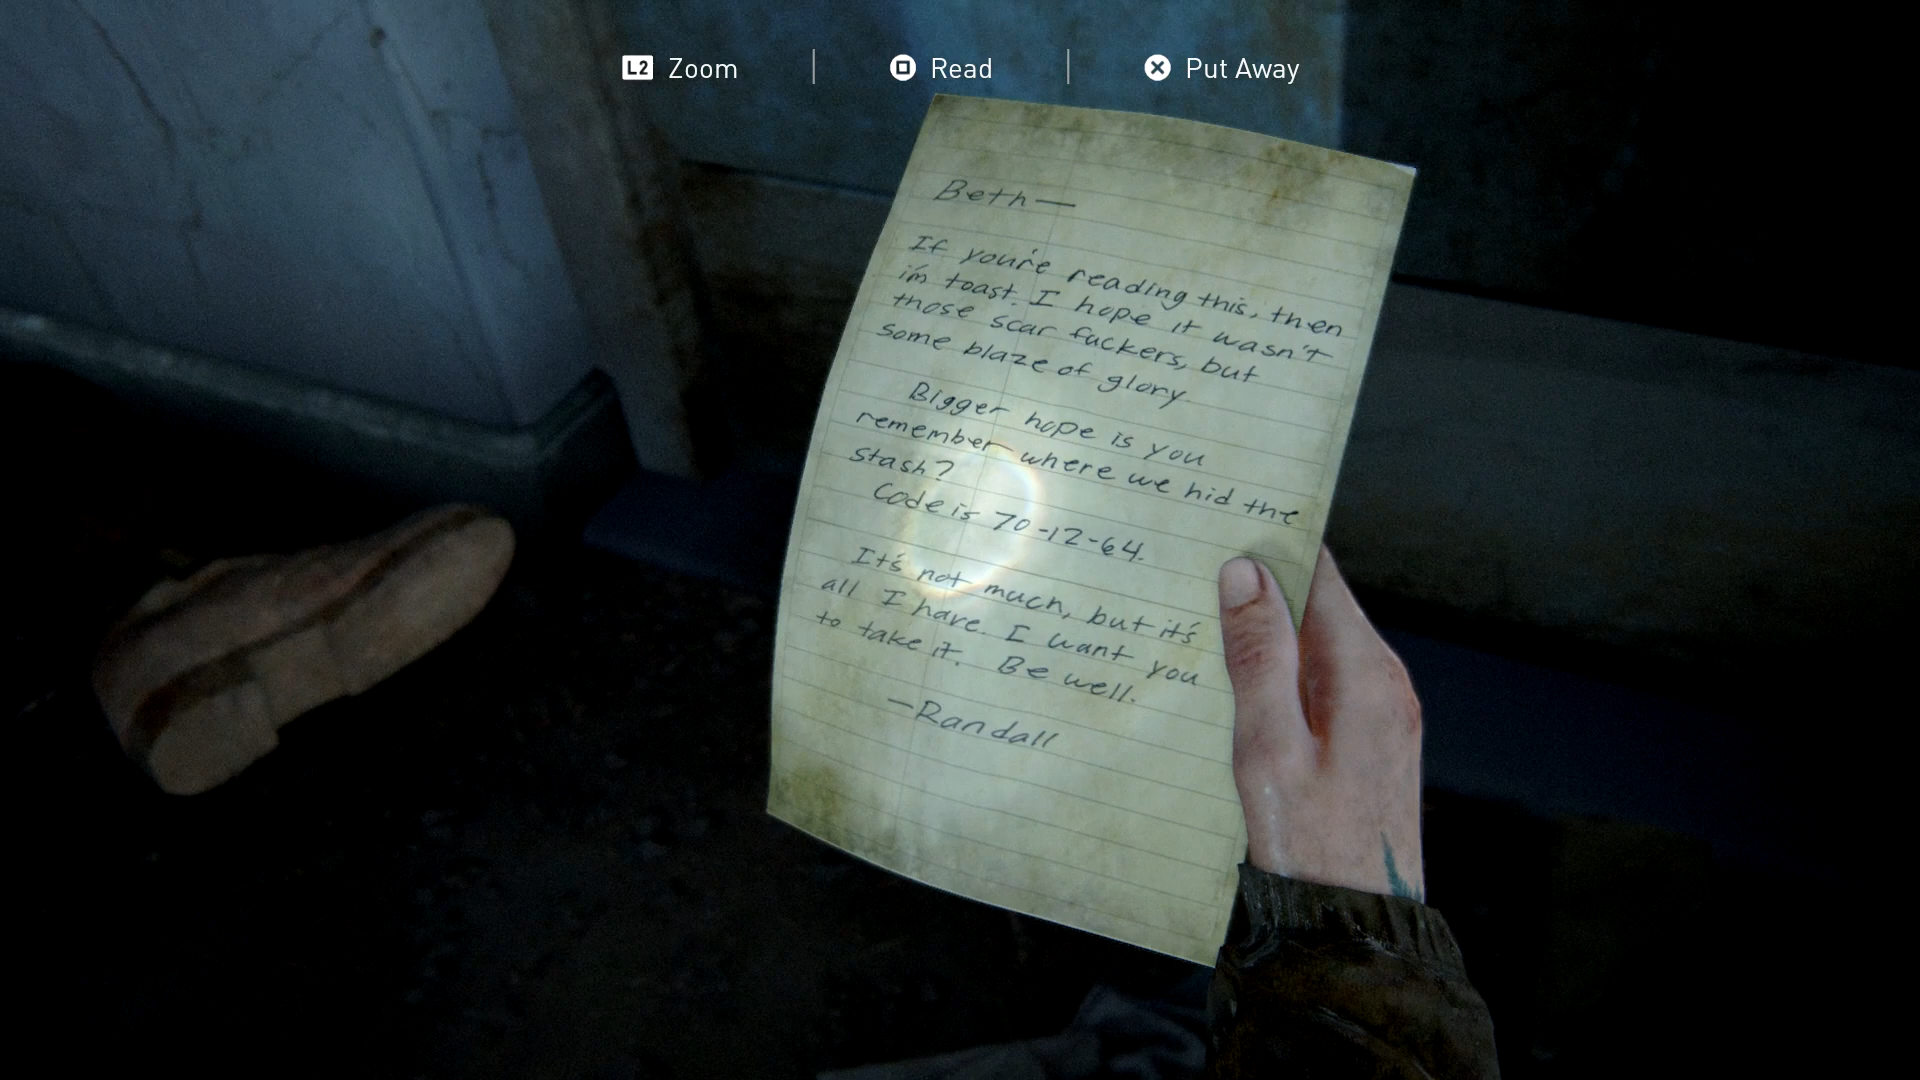 L2 Zoom | Read | Put Away
Beth—
If you're reading this, then
i'm toast. I hope it wasn't
those scar fuckers, but
some blaze of glory.
Bigger hope is you
remember where we hid the
stash?
Code is 70-12-64.
It's not much, but it's
all I have. I want you
to take it. Be well.
—Randall